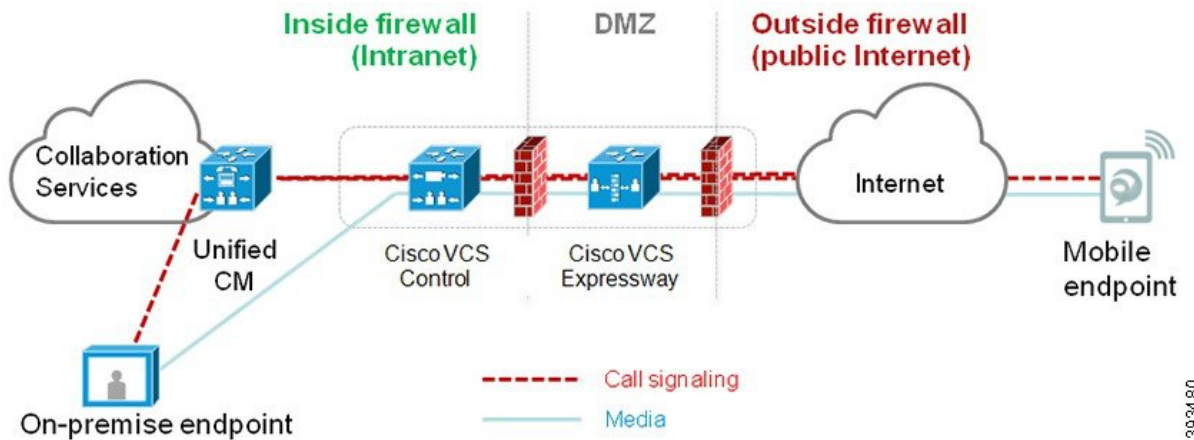 Inside firewall
(Intranet)
DMZ
Outside firewall
(public Internet)
Collaboration
Services
Unified
CM
Cisco VCS
Control
Cisco VCS
Expressway
Internet
Mobile
endpoint
On-premise endpoint
Call signaling
Media
393480